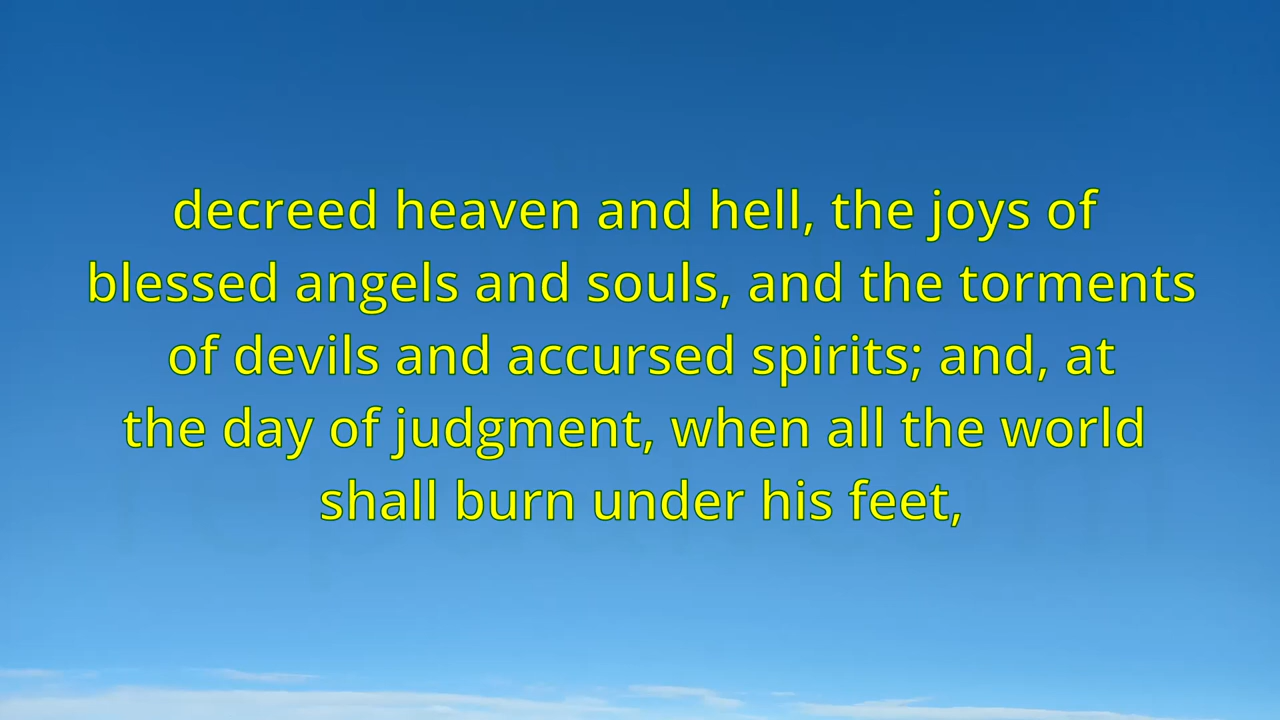 decreed heaven and hell, the joys of
blessed angels and souls, and the torments
of devils and accursed spirits; and, at
the day of judgment, when all the world
shall burn under his feet,